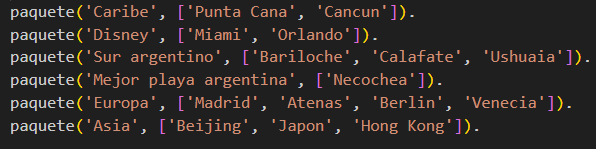 paquete('Caribe', ['Punta Cana', 'Cancun']).
paquete('Disney', ['Miami', 'Orlando']).
paquete('Sur argentino', ['Bariloche', 'Calafate', 'Ushuaia']).
paquete('Mejor playa argentina', ['Necochea']).
paquete('Europa', ['Madrid', 'Atenas', 'Berlin', 'Venecia']).
paquete('Asia', ['Beijing', 'Japon', 'Hong Kong']).